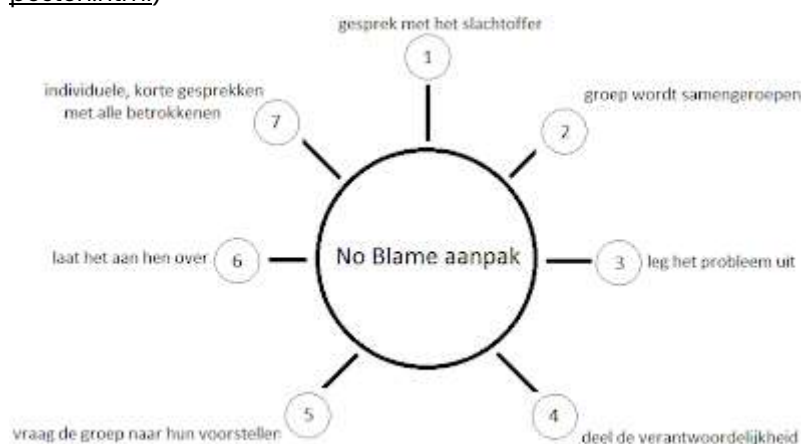 gesprek met het slachtoffer
1
individuele, korte gesprekken
met alle betrokkenen
7
groep wordt samengeroepen
2
No Blame aanpak
laat het aan hen over
6
3
leg het probleem uit
5
vraag de groep naar hun voorstellen
4
deel de verantwoordelijkheid